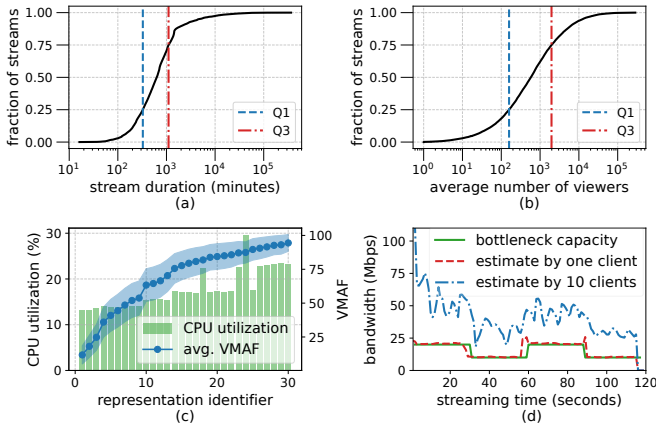 (a)
fraction of streams
1.00
0.75
0.50
0.25
0.00
Q1
Q3
10¹ 10² 10³ 10⁴ 10⁵
stream duration (minutes)
(b)
fraction of streams
1.00
0.75
0.50
0.25
0.00
Q1
Q3
10⁰ 10¹ 10² 10³ 10⁴ 10⁵
average number of viewers
CPU utilization (%)
30
20
10
0
CPU utilization
avg. VMAF
VMAF
100
75
50
25
0 10 20 30
representation identifier
(c)
bandwidth (Mbps)
100
75
50
25
0
bottleneck capacity
estimate by one client
estimate by 10 clients
20 40 60 80 100 120
streaming time (seconds)
(d)